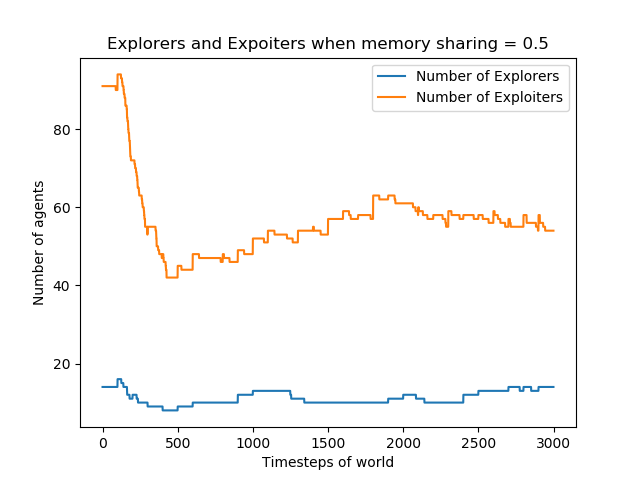 Explorers and Expoiters when memory sharing = 0.5
Number of Explorers
Number of Exploiters
Number of agents
80
60
40
20
0 500 1000 1500 2000 2500 3000
Timesteps of world